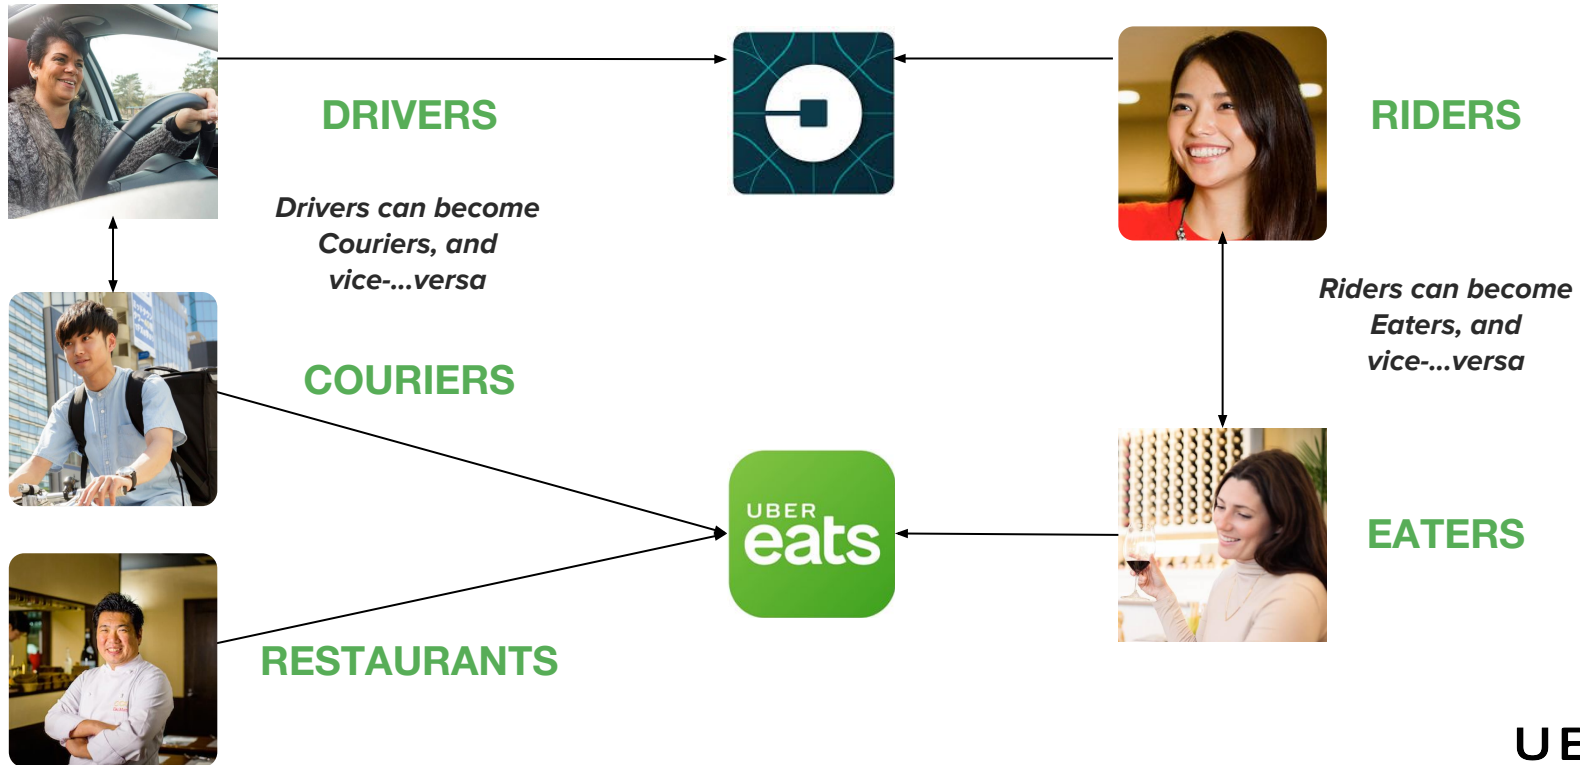 DRIVERS
RIDERS
Drivers can become
Couriers, and
vice-...versa
Riders can become
Eaters, and
vice-...versa
COURIERS
UBER
eats
EATERS
RESTAURANTS
UE